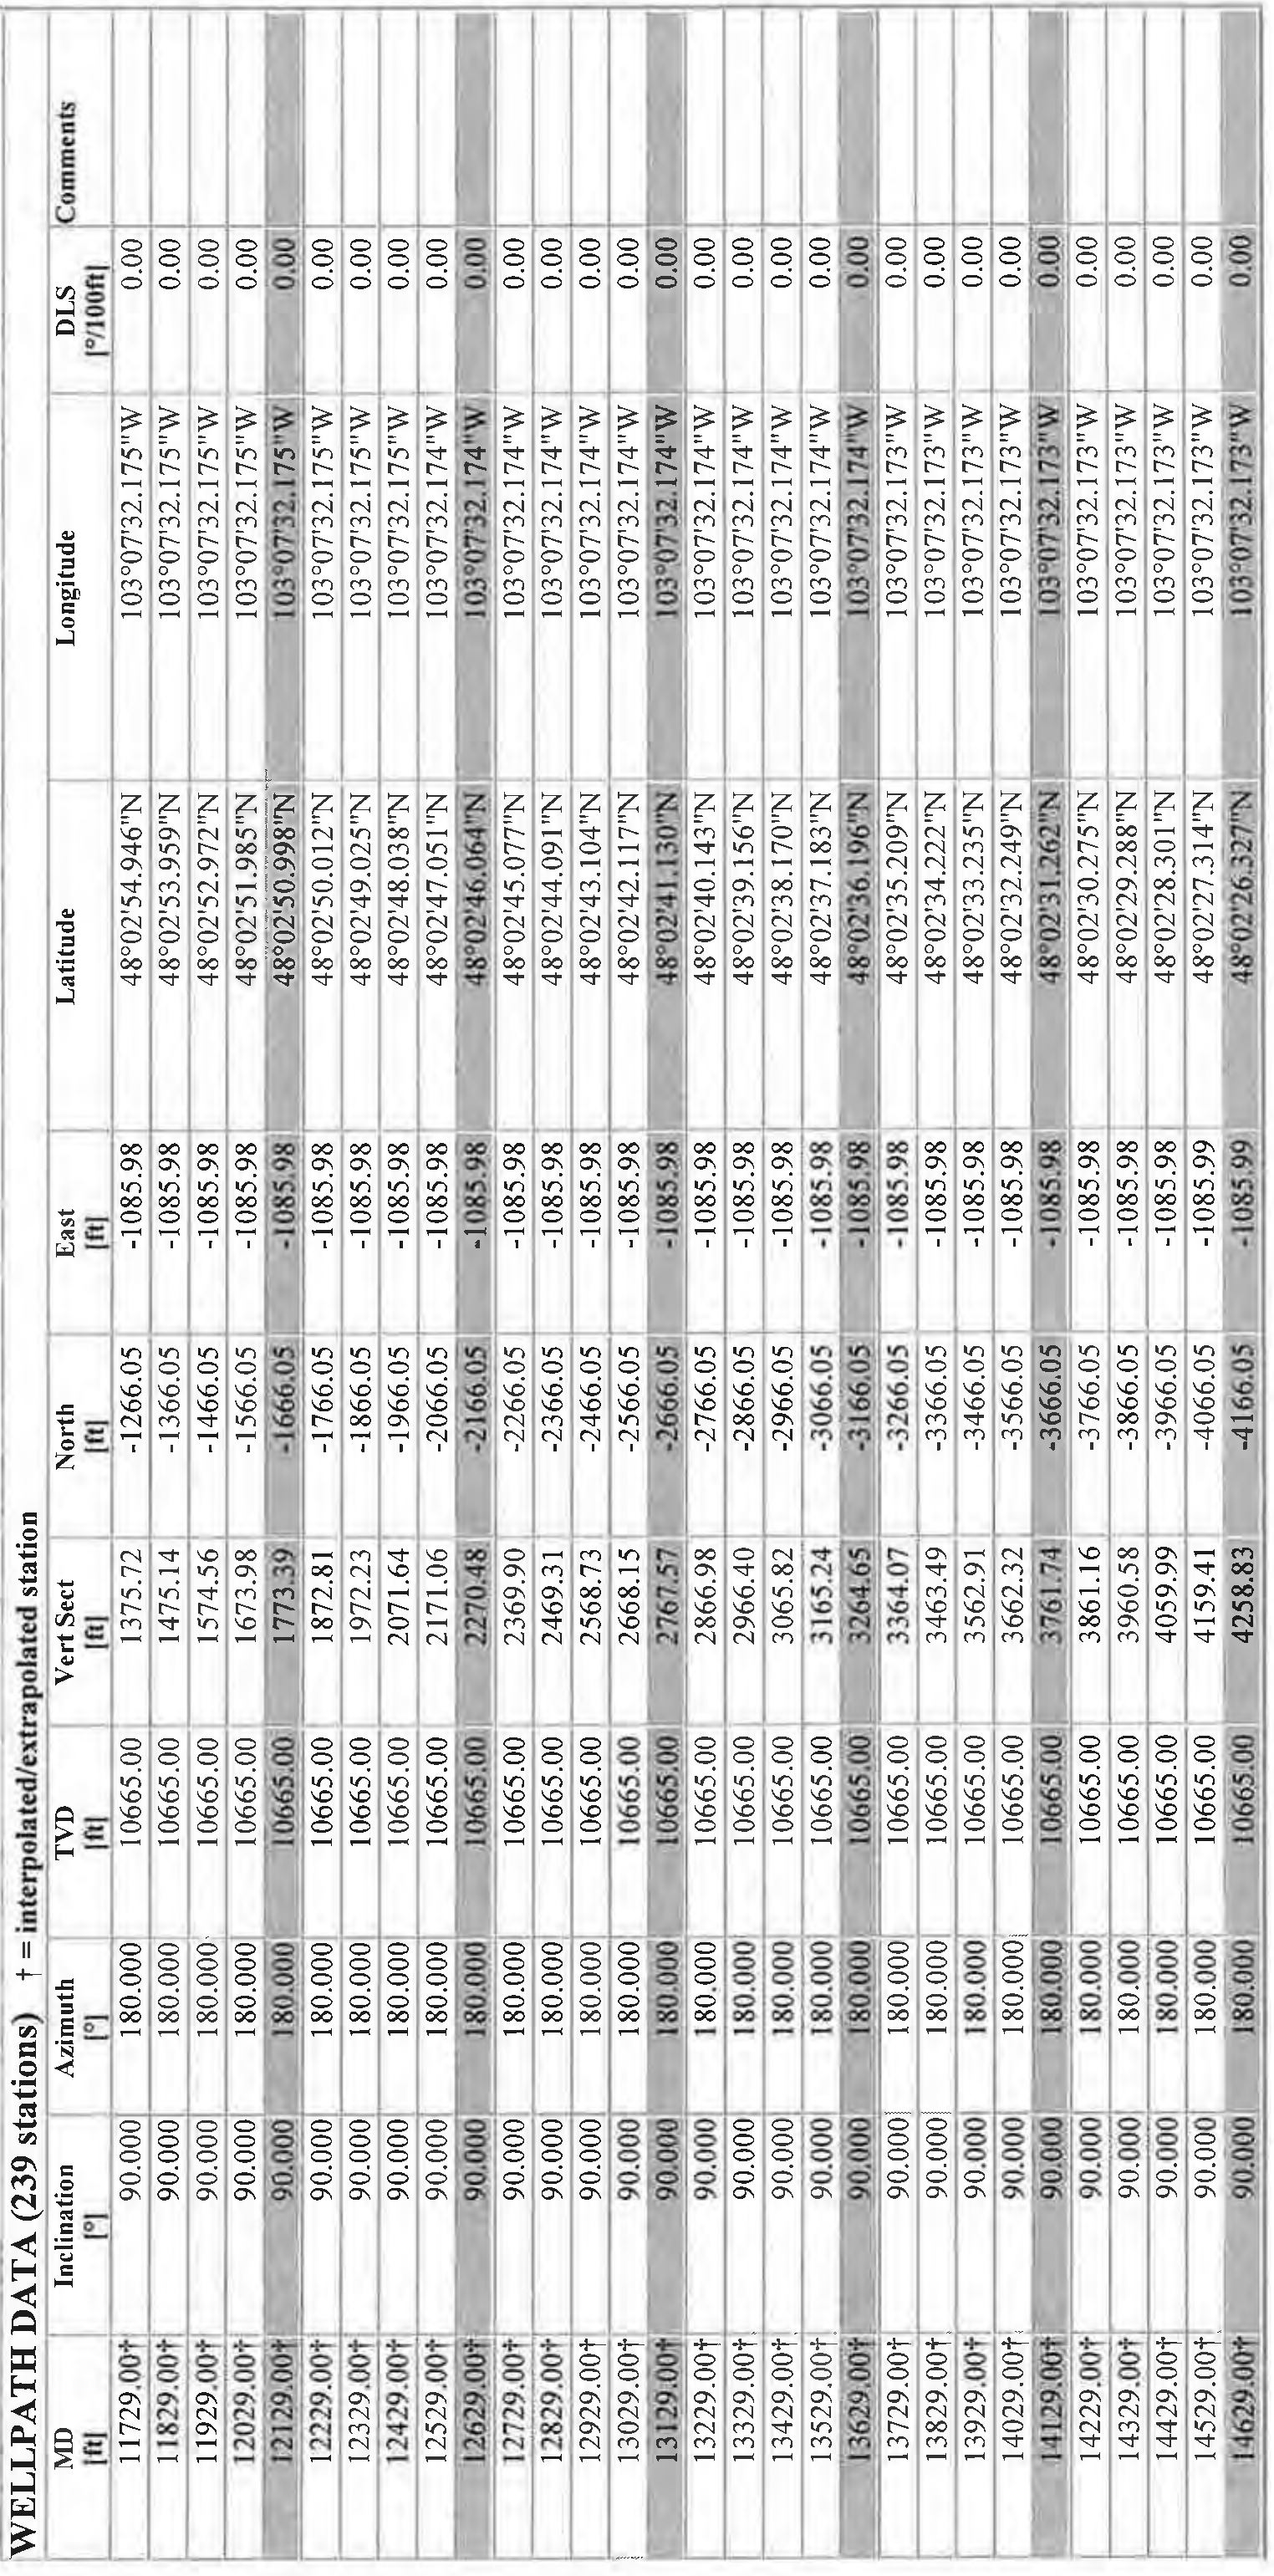 WELLPATH DATA (239 stations) † = interpolated/extrapolated station
MD Inclination Azimuth TVD Vert Sect North East Latitude Longitude DLS Comments
[ft] [°] [°] [ft] [ft] [ft] [ft] [°/100ft]
11729.00† 90.000 180.000 10665.00 1375.72 -1266.05 -1085.98 48°02'54.946"N 103°07'32.175"W 0.00
11829.00† 90.000 180.000 10665.00 1475.14 -1366.05 -1085.98 48°02'53.959"N 103°07'32.175"W 0.00
11929.00† 90.000 180.000 10665.00 1574.56 -1466.05 -1085.98 48°02'52.972"N 103°07'32.175"W 0.00
12029.00† 90.000 180.000 10665.00 1673.98 -1566.05 -1085.98 48°02'51.985"N 103°07'32.175"W 0.00
12129.00† 90.000 180.000 10665.00 1773.39 -1666.05 -1085.98 48°02'50.998"N 103°07'32.175"W 0.00
12229.00† 90.000 180.000 10665.00 1872.81 -1766.05 -1085.98 48°02'50.012"N 103°07'32.175"W 0.00
12329.00† 90.000 180.000 10665.00 1972.23 -1866.05 -1085.98 48°02'49.025"N 103°07'32.175"W 0.00
12429.00† 90.000 180.000 10665.00 2071.64 -1966.05 -1085.98 48°02'48.038"N 103°07'32.175"W 0.00
12529.00† 90.000 180.000 10665.00 2171.06 -2066.05 -1085.98 48°02'47.051"N 103°07'32.174"W 0.00
12629.00† 90.000 180.000 10665.00 2270.48 -2166.05 -1085.98 48°02'46.064"N 103°07'32.174"W 0.00
12729.00† 90.000 180.000 10665.00 2369.90 -2266.05 -1085.98 48°02'45.077"N 103°07'32.174"W 0.00
12829.00† 90.000 180.000 10665.00 2469.31 -2366.05 -1085.98 48°02'44.091"N 103°07'32.174"W 0.00
12929.00† 90.000 180.000 10665.00 2568.73 -2466.05 -1085.98 48°02'43.104"N 103°07'32.174"W 0.00
13029.00† 90.000 180.000 10665.00 2668.15 -2566.05 -1085.98 48°02'42.117"N 103°07'32.174"W 0.00
13129.00† 90.000 180.000 10665.00 2767.57 -2666.05 -1085.98 48°02'41.130"N 103°07'32.174"W 0.00
13229.00† 90.000 180.000 10665.00 2866.98 -2766.05 -1085.98 48°02'40.143"N 103°07'32.174"W 0.00
13329.00† 90.000 180.000 10665.00 2966.40 -2866.05 -1085.98 48°02'39.156"N 103°07'32.174"W 0.00
13429.00† 90.000 180.000 10665.00 3065.82 -2966.05 -1085.98 48°02'38.170"N 103°07'32.174"W 0.00
13529.00† 90.000 180.000 10665.00 3165.24 -3066.05 -1085.98 48°02'37.183"N 103°07'32.174"W 0.00
13629.00† 90.000 180.000 10665.00 3264.65 -3166.05 -1085.98 48°02'36.196"N 103°07'32.174"W 0.00
13729.00† 90.000 180.000 10665.00 3364.07 -3266.05 -1085.98 48°02'35.209"N 103°07'32.173"W 0.00
13829.00† 90.000 180.000 10665.00 3463.49 -3366.05 -1085.98 48°02'34.222"N 103°07'32.173"W 0.00
13929.00† 90.000 180.000 10665.00 3562.91 -3466.05 -1085.98 48°02'33.235"N 103°07'32.173"W 0.00
14029.00† 90.000 180.000 10665.00 3662.32 -3566.05 -1085.98 48°02'32.249"N 103°07'32.173"W 0.00
14129.00† 90.000 180.000 10665.00 3761.74 -3666.05 -1085.98 48°02'31.262"N 103°07'32.173"W 0.00
14229.00† 90.000 180.000 10665.00 3861.16 -3766.05 -1085.98 48°02'30.275"N 103°07'32.173"W 0.00
14329.00† 90.000 180.000 10665.00 3960.58 -3866.05 -1085.98 48°02'29.288"N 103°07'32.173"W 0.00
14429.00† 90.000 180.000 10665.00 4059.99 -3966.05 -1085.98 48°02'28.301"N 103°07'32.173"W 0.00
14529.00† 90.000 180.000 10665.00 4159.41 -4066.05 -1085.99 48°02'27.314"N 103°07'32.173"W 0.00
14629.00† 90.000 180.000 10665.00 4258.83 -4166.05 -1085.99 48°02'26.327"N 103°07'32.173"W 0.00